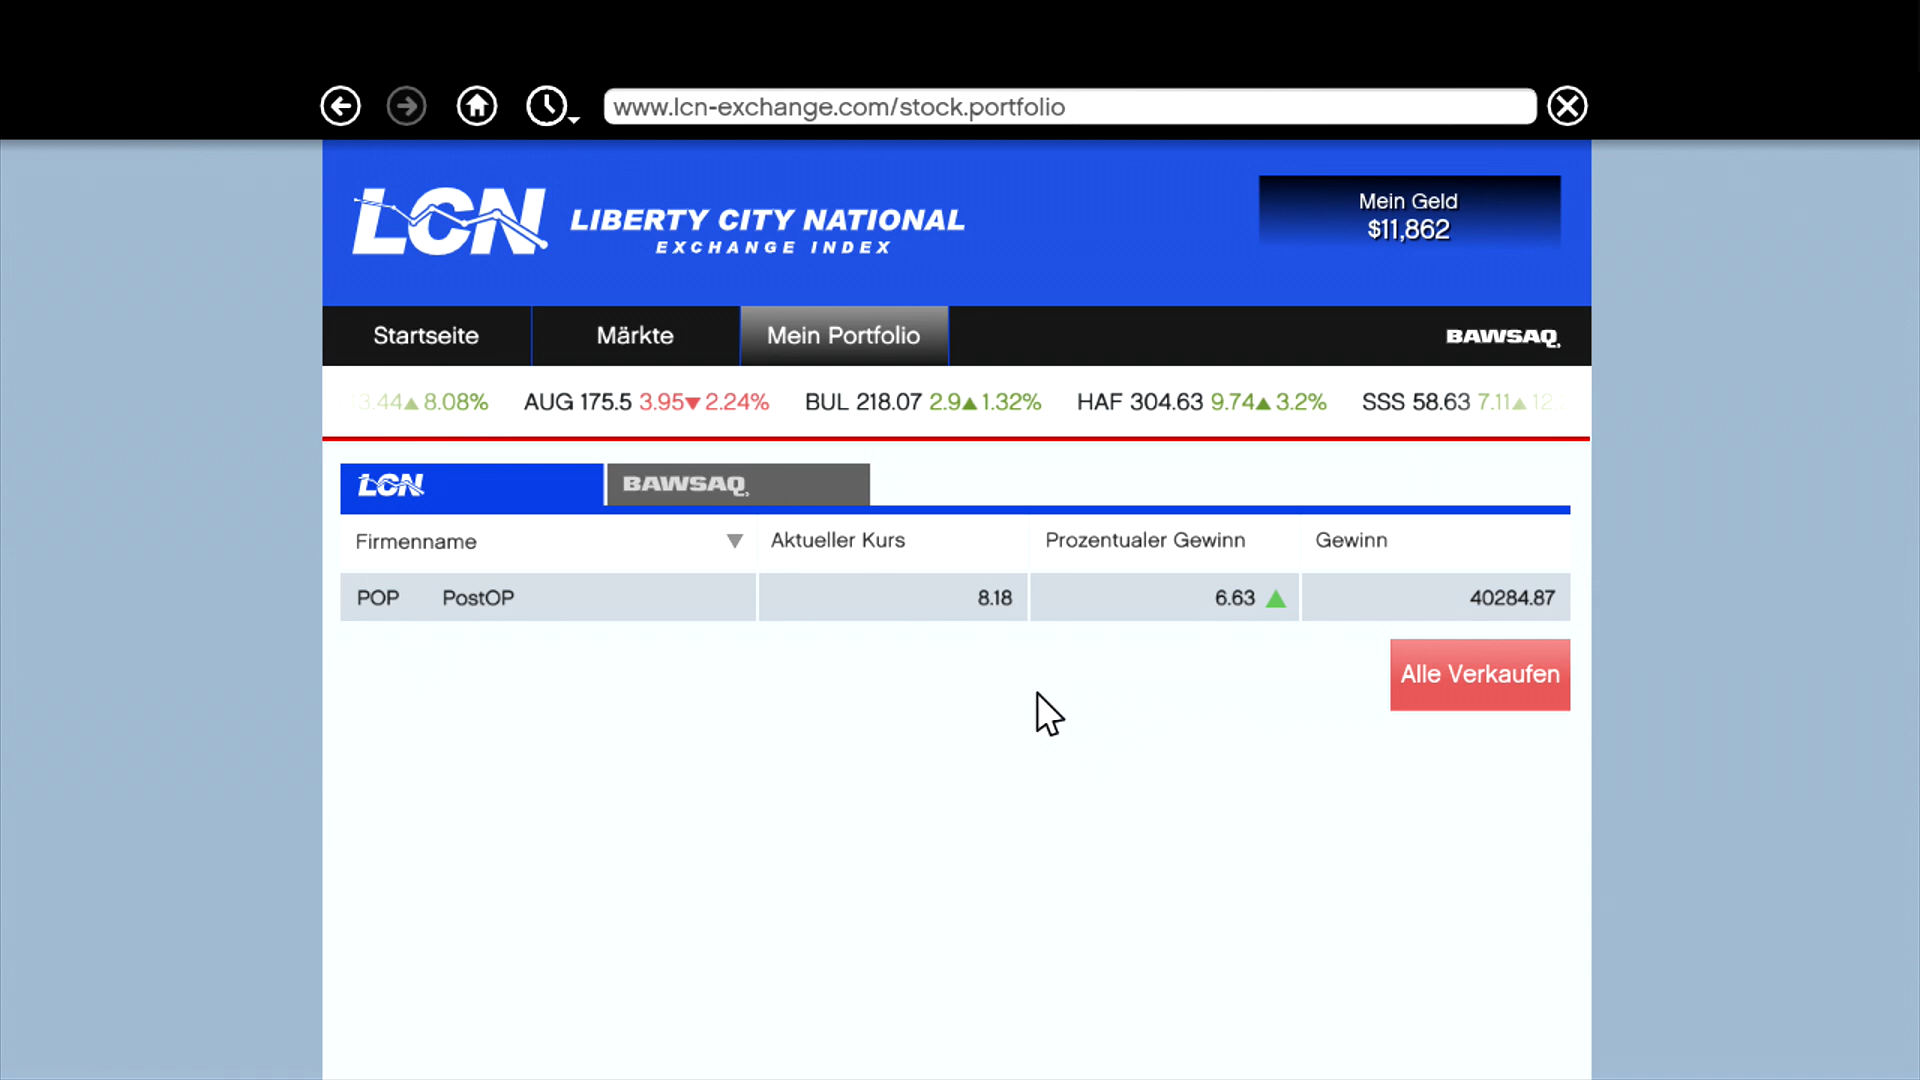 www.lcn-exchange.com/stock.portfolio
LCN LIBERTY CITY NATIONAL
EXCHANGE INDEX
Mein Geld
$11,862
Startseite Märkte Mein Portfolio BAWSAQ
3.44▲8.08% AUG 175.5 3.95▼2.24% BUL 218.07 2.9▲1.32% HAF 304.63 9.74▲3.2% SSS 58.63 7.11▲12.
LCN BAWSAQ
Firmenname ▼ Aktueller Kurs Prozentualer Gewinn Gewinn
POP PostOP 8.18 6.63 ▲ 40284.87
Alle Verkaufen